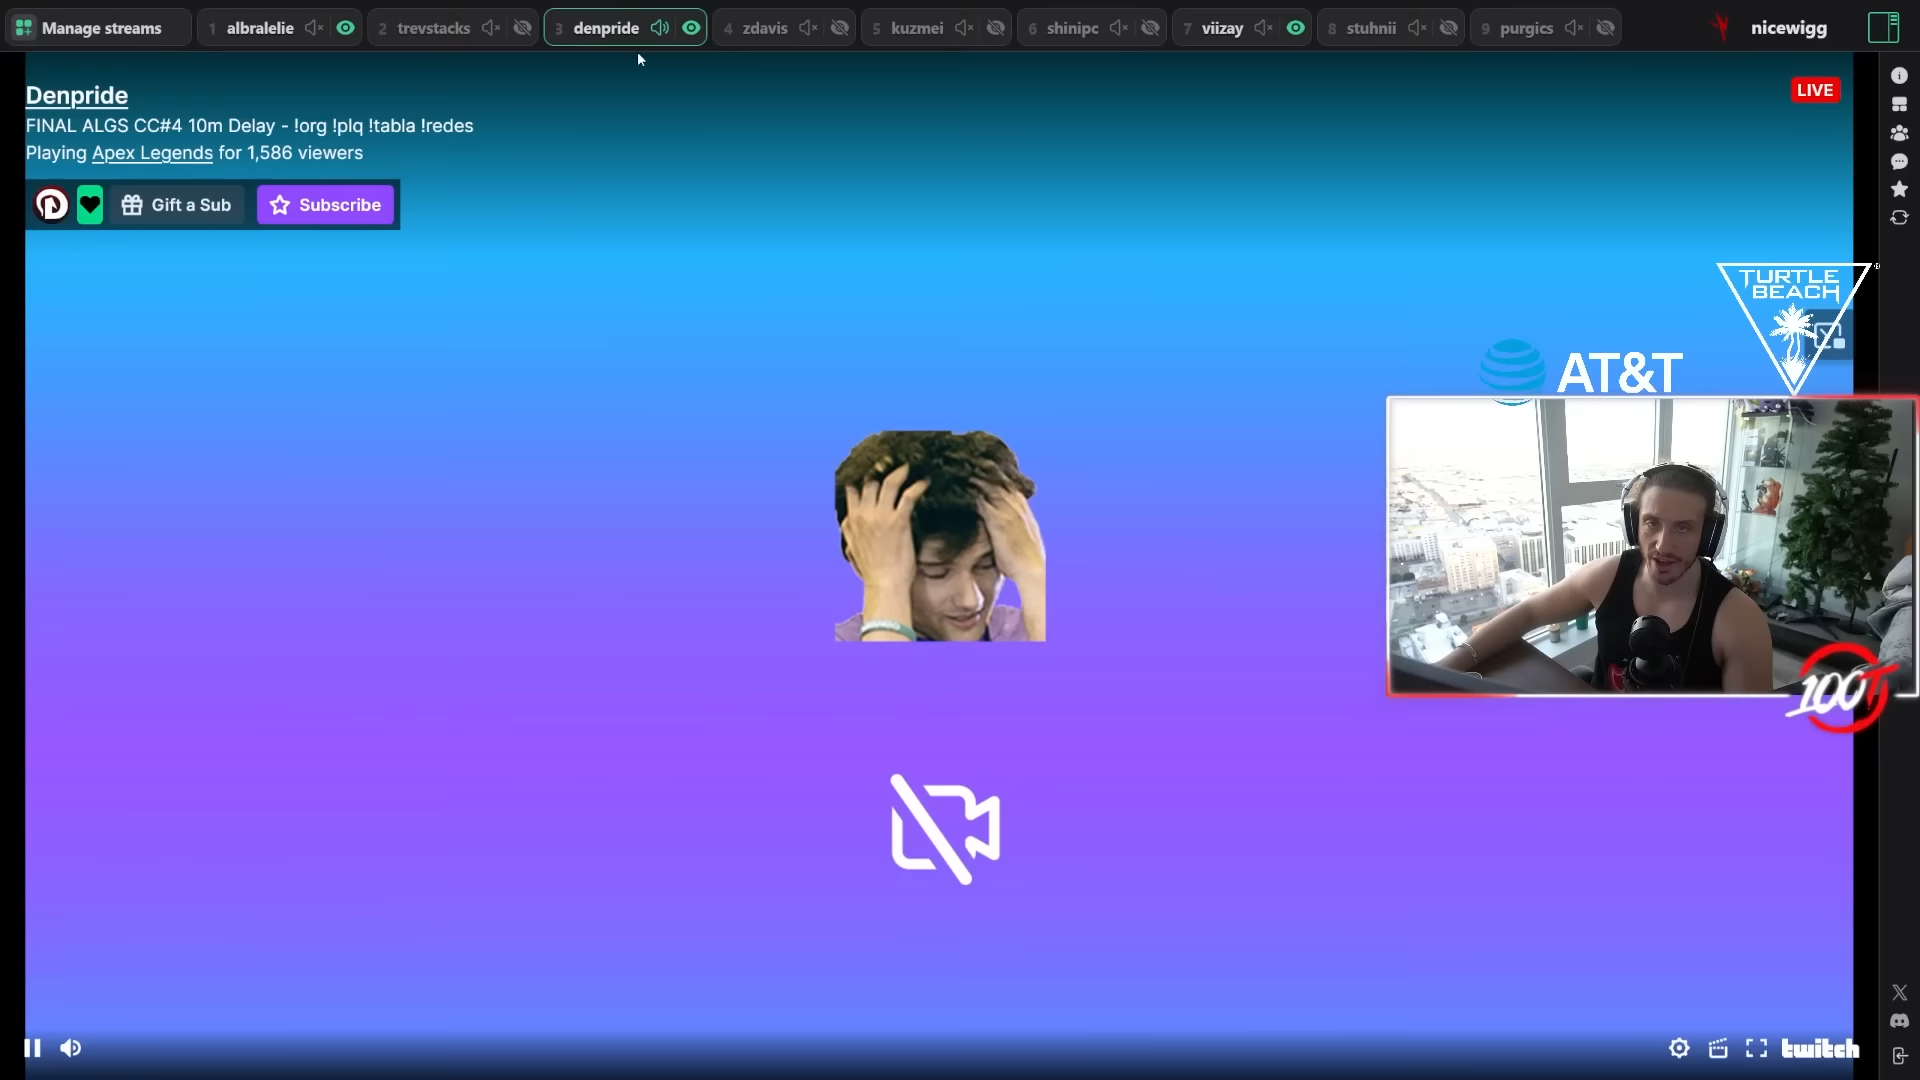 Manage streams
1 albralelie
2 trevstacks
3 denpride
4 zdavis
5 kuzmei
6 shinipc
7 viizay
8 stuhnii
9 purgics
nicewigg
Denpride
LIVE
FINAL ALGS CC#4 10m Delay - !org !plq !tabla !redes
Playing Apex Legends for 1,586 viewers
Gift a Sub
Subscribe
TURTLE
BEACH
AT&T
100T
twitch